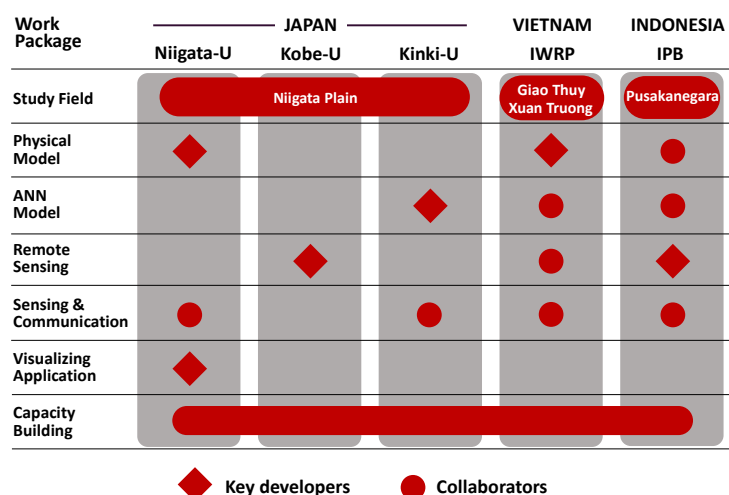 Work
Package
JAPAN
VIETNAM
INDONESIA
Niigata-U
Kobe-U
Kinki-U
IWRP
IPB
Study Field
Niigata Plain
Giao Thuy
Xuan Truong
Pusakanegara
Physical
Model
ANN
Model
Remote
Sensing
Sensing &
Communication
Visualizing
Application
Capacity
Building
Key developers
Collaborators